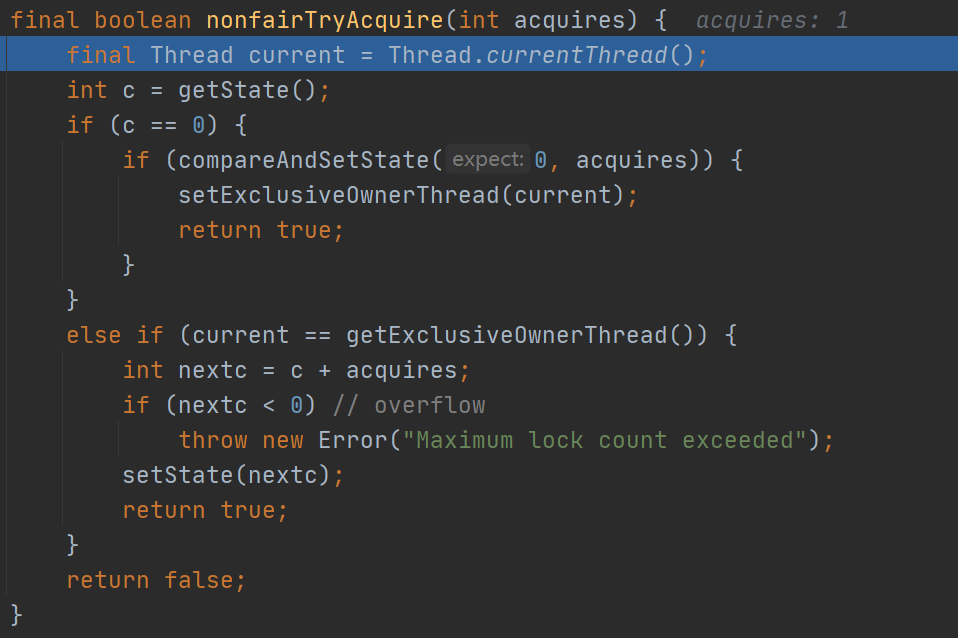 final boolean nonfairTryAcquire(int acquires) {  acquires: 1
    final Thread current = Thread.currentThread();
    int c = getState();
    if (c == 0) {
        if (compareAndSetState( expect: 0, acquires)) {
            setExclusiveOwnerThread(current);
            return true;
        }
    }
    else if (current == getExclusiveOwnerThread()) {
        int nextc = c + acquires;
        if (nextc < 0) // overflow
            throw new Error("Maximum lock count exceeded");
        setState(nextc);
        return true;
    }
    return false;
}